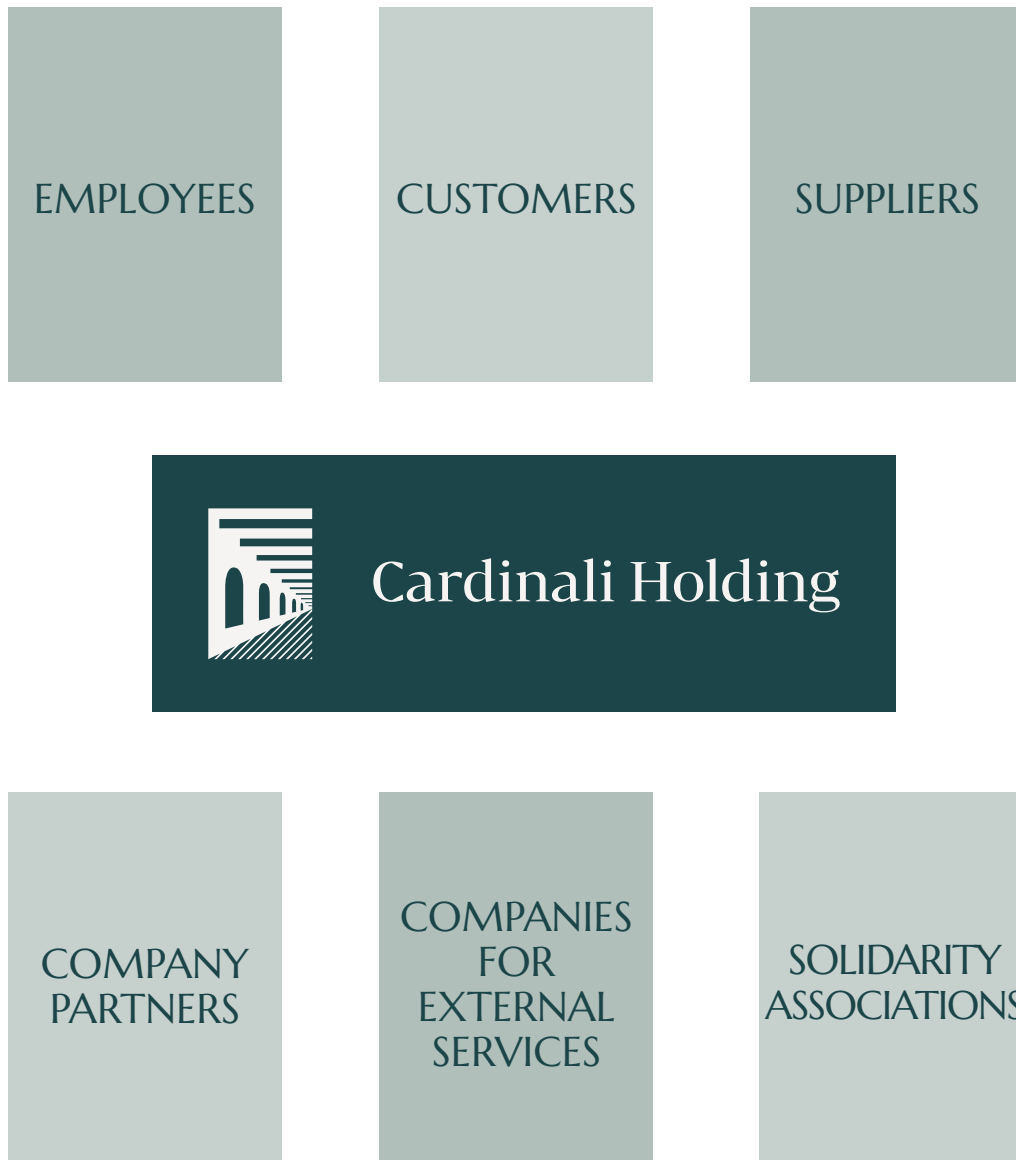 EMPLOYEES
CUSTOMERS
SUPPLIERS
Cardinali Holding
COMPANY
PARTNERS
COMPANIES
FOR
EXTERNAL
SERVICES
SOLIDARITY
ASSOCIATIONS